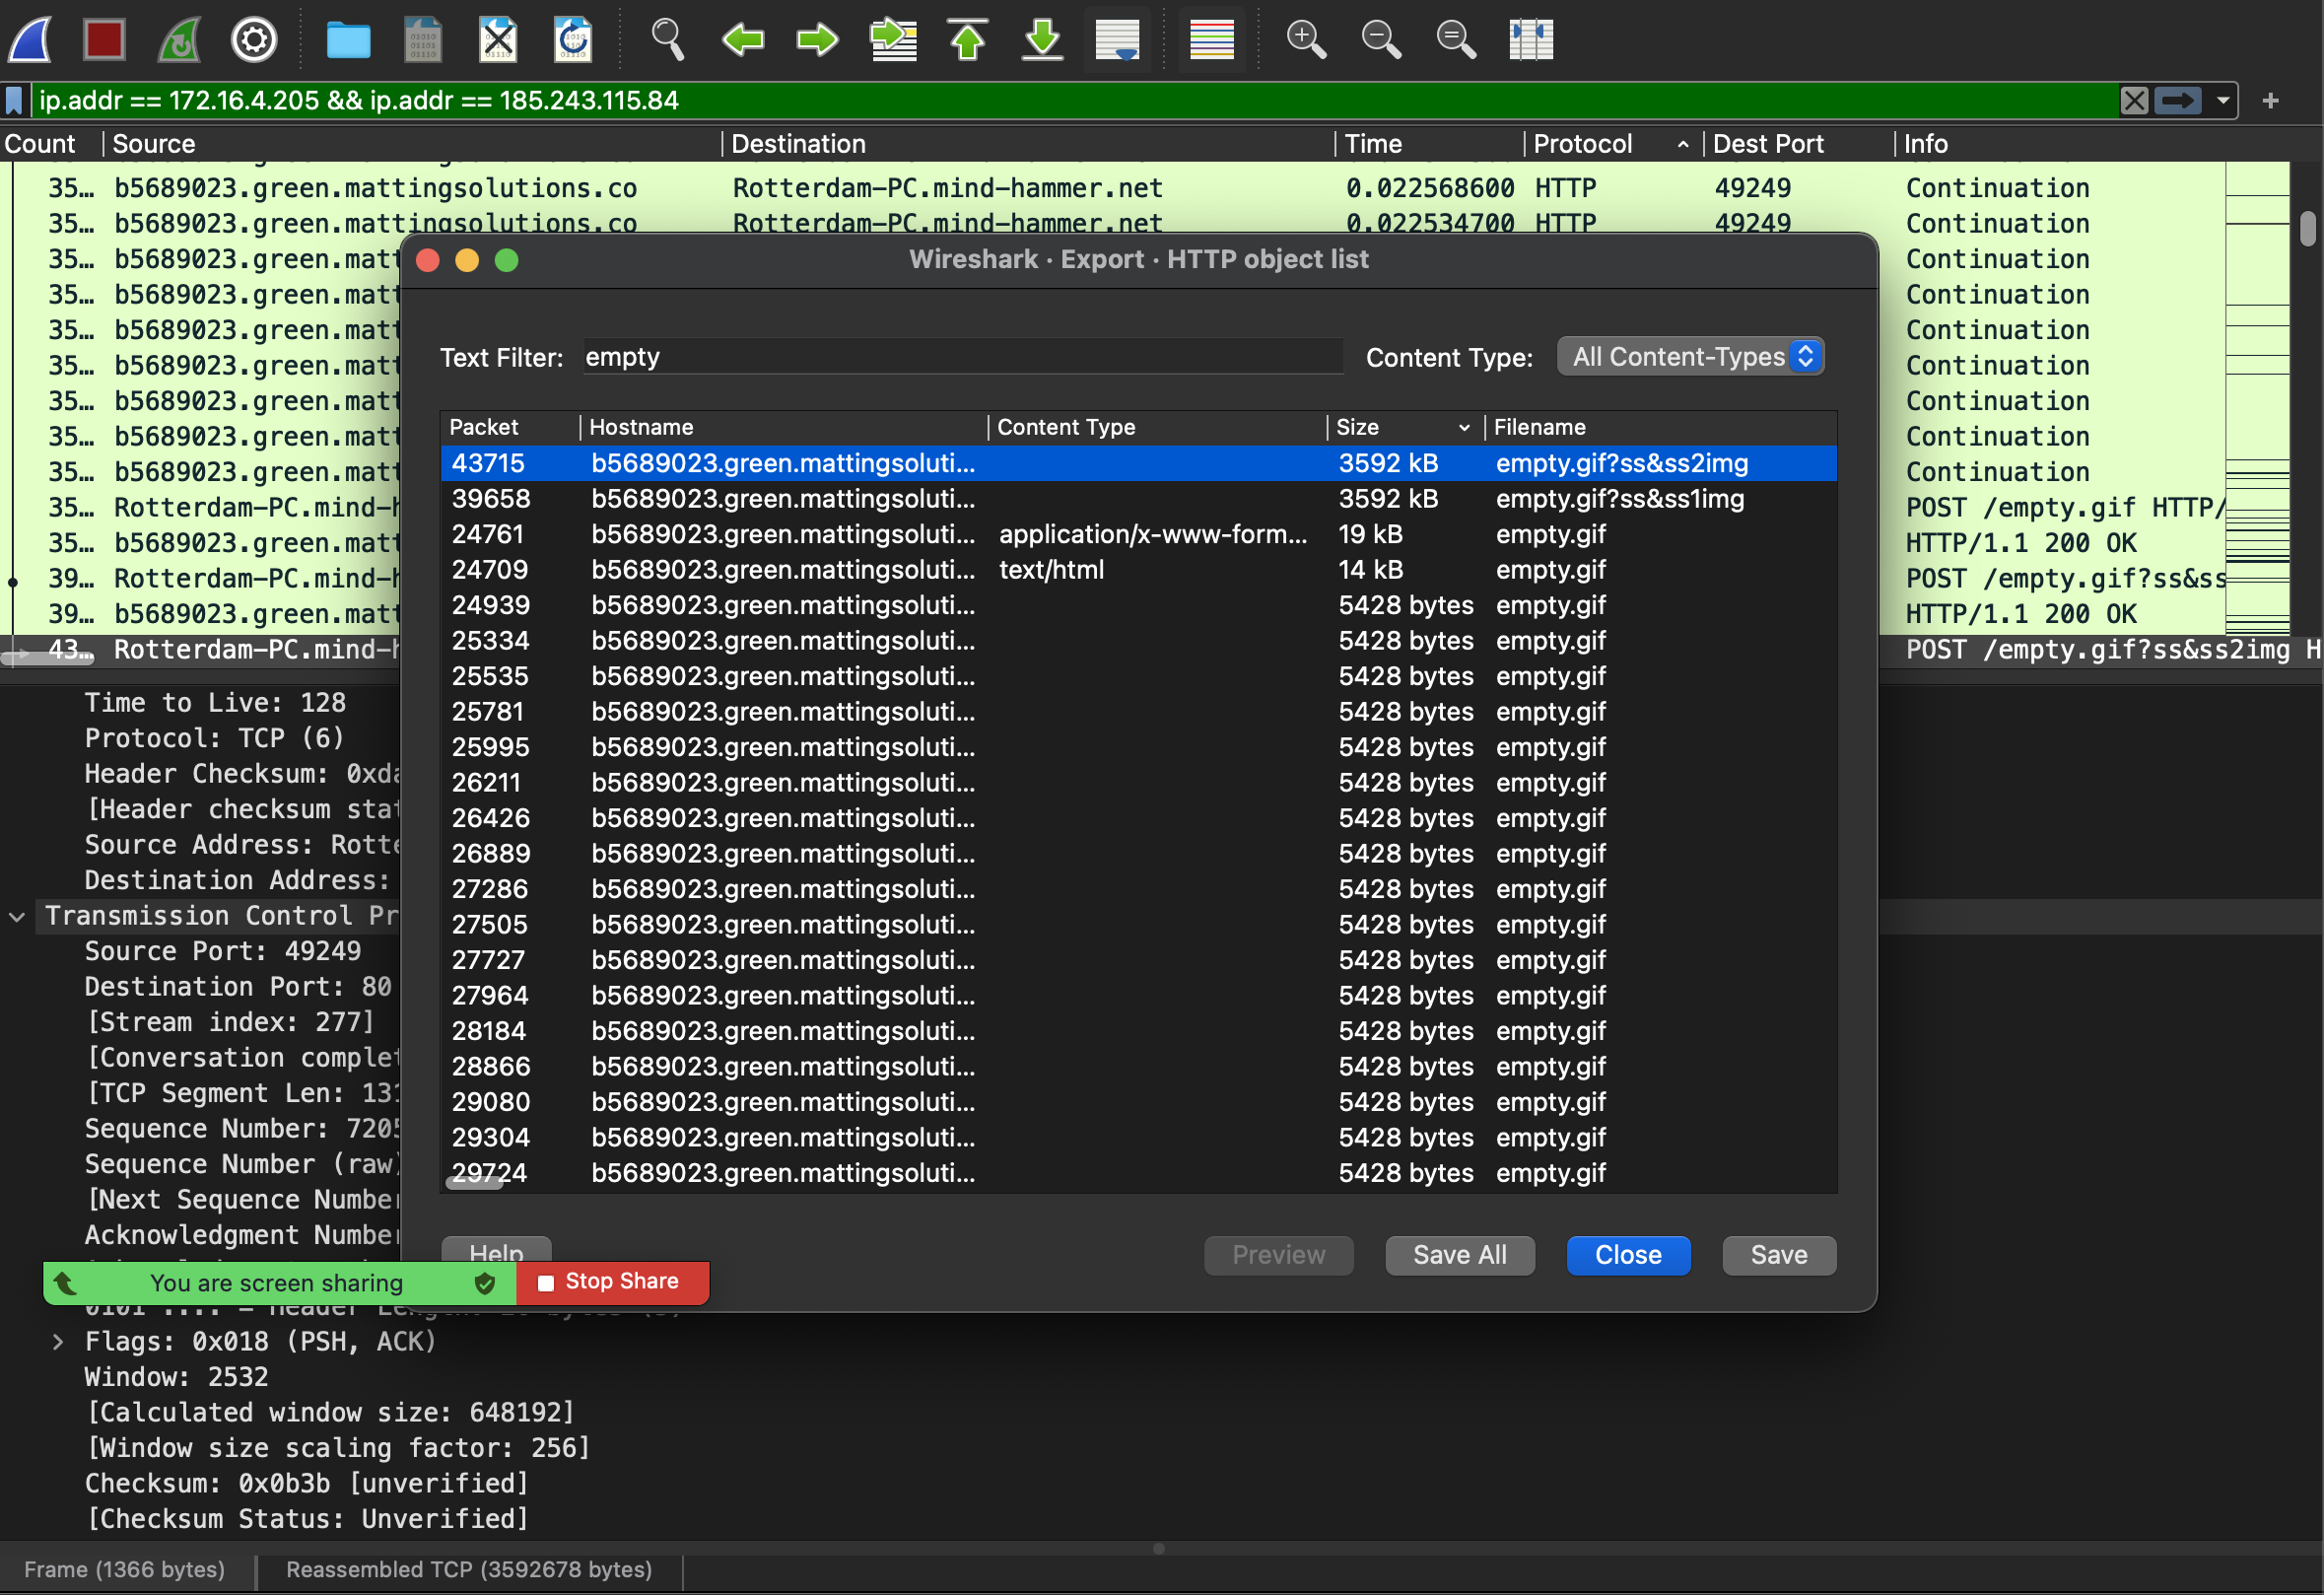 ip.addr == 172.16.4.205 && ip.addr == 185.243.115.84
Count Source Destination Time Protocol Dest Port Info
35… b5689023.green.mattingsolutions.co Rotterdam-PC.mind-hammer.net 0.022568600 HTTP 49249 Continuation
35… b5689023.green.mattingsolutions.co Rotterdam-PC.mind-hammer.net 0.022534700 HTTP 49249 Continuation
35… b5689023.green.matt Continuation
35… b5689023.green.matt Continuation
35… b5689023.green.matt Continuation
35… b5689023.green.matt Continuation
35… b5689023.green.matt Continuation
35… b5689023.green.matt Continuation
35… b5689023.green.matt Continuation
35… Rotterdam-PC.mind-h POST /empty.gif HTTP/
35… b5689023.green.matt HTTP/1.1 200 OK
39… Rotterdam-PC.mind-h POST /empty.gif?ss&ss
39… b5689023.green.matt HTTP/1.1 200 OK
43… Rotterdam-PC.mind-h POST /empty.gif?ss&ss2img H
Wireshark · Export · HTTP object list
Text Filter: empty Content Type: All Content-Types
Packet Hostname Content Type Size Filename
43715 b5689023.green.mattingsoluti... 3592 kB empty.gif?ss&ss2img
39658 b5689023.green.mattingsoluti... 3592 kB empty.gif?ss&ss1img
24761 b5689023.green.mattingsoluti... application/x-www-form... 19 kB empty.gif
24709 b5689023.green.mattingsoluti... text/html 14 kB empty.gif
24939 b5689023.green.mattingsoluti... 5428 bytes empty.gif
25334 b5689023.green.mattingsoluti... 5428 bytes empty.gif
25535 b5689023.green.mattingsoluti... 5428 bytes empty.gif
25781 b5689023.green.mattingsoluti... 5428 bytes empty.gif
25995 b5689023.green.mattingsoluti... 5428 bytes empty.gif
26211 b5689023.green.mattingsoluti... 5428 bytes empty.gif
26426 b5689023.green.mattingsoluti... 5428 bytes empty.gif
26889 b5689023.green.mattingsoluti... 5428 bytes empty.gif
27286 b5689023.green.mattingsoluti... 5428 bytes empty.gif
27505 b5689023.green.mattingsoluti... 5428 bytes empty.gif
27727 b5689023.green.mattingsoluti... 5428 bytes empty.gif
27964 b5689023.green.mattingsoluti... 5428 bytes empty.gif
28184 b5689023.green.mattingsoluti... 5428 bytes empty.gif
28866 b5689023.green.mattingsoluti... 5428 bytes empty.gif
29080 b5689023.green.mattingsoluti... 5428 bytes empty.gif
29304 b5689023.green.mattingsoluti... 5428 bytes empty.gif
29724 b5689023.green.mattingsoluti... 5428 bytes empty.gif
Help Preview Save All Close Save
Time to Live: 128
Protocol: TCP (6)
Header Checksum: 0xda
[Header checksum stat
Source Address: Rotte
Destination Address:
Transmission Control Pr
Source Port: 49249
Destination Port: 80
[Stream index: 277]
[Conversation complet
[TCP Segment Len: 131
Sequence Number: 7205
Sequence Number (raw)
[Next Sequence Number
Acknowledgment Number
You are screen sharing Stop Share
0101 .... = Header Length
Flags: 0x018 (PSH, ACK)
Window: 2532
[Calculated window size: 648192]
[Window size scaling factor: 256]
Checksum: 0x0b3b [unverified]
[Checksum Status: Unverified]
Frame (1366 bytes) Reassembled TCP (3592678 bytes)